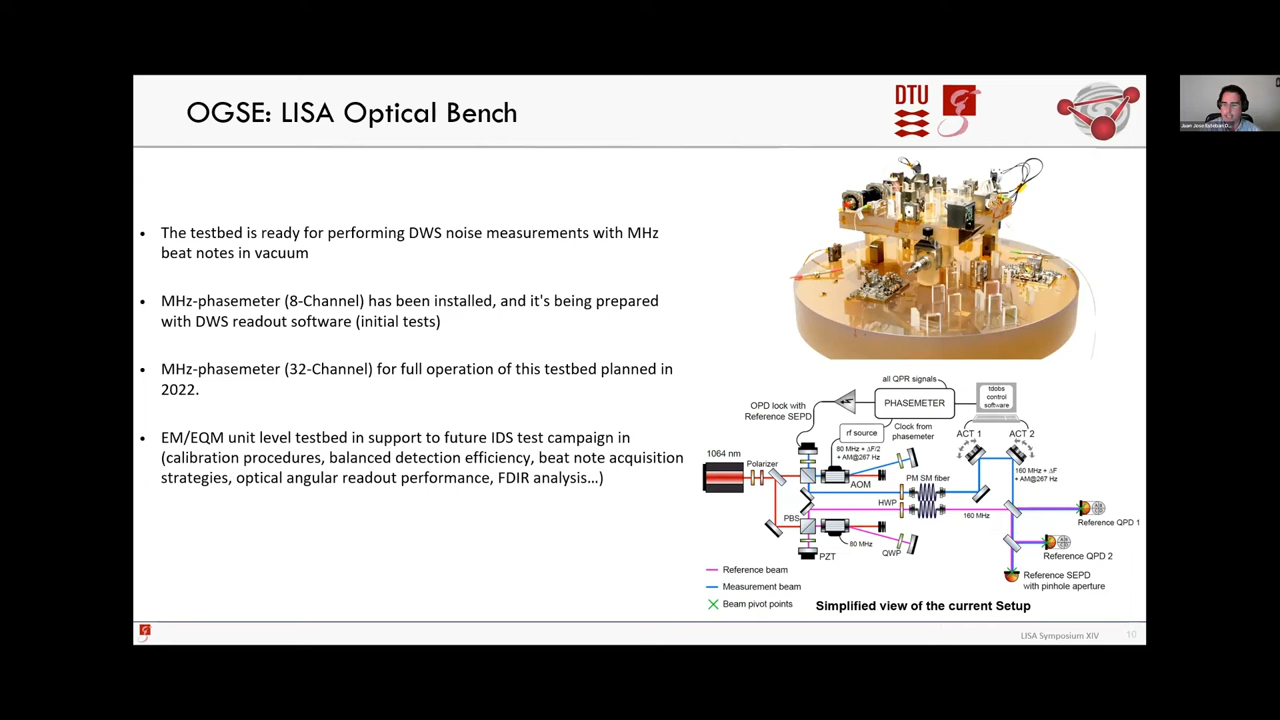 OGSE: LISA Optical Bench
DTU
Juan Jose Esteban D...
• The testbed is ready for performing DWS noise measurements with MHz
beat notes in vacuum
• MHz-phasemeter (8-Channel) has been installed, and it's being prepared
with DWS readout software (initial tests)
• MHz-phasemeter (32-Channel) for full operation of this testbed planned in
2022.
• EM/EQM unit level testbed in support to future IDS test campaign in
(calibration procedures, balanced detection efficiency, beat note acquisition
strategies, optical angular readout performance, FDIR analysis…)
all QPR signals
OPD lock with
Reference SEPD
PHASEMETER
tdobs
control
software
rf source
Clock from
phasemeter
ACT 1
ACT 2
1064 nm
Polarizer
80 MHz + ΔF/2
+ AM@267 Hz
AOM
160 MHz + ΔF
+ AM@267 Hz
PM SM fiber
HWP
160 MHz
PBS
80 MHz
QWP
PZT
Reference QPD 1
Reference QPD 2
Reference SEPD
with pinhole aperture
Reference beam
Measurement beam
Beam pivot points
Simplified view of the current Setup
LISA Symposium XIV
10